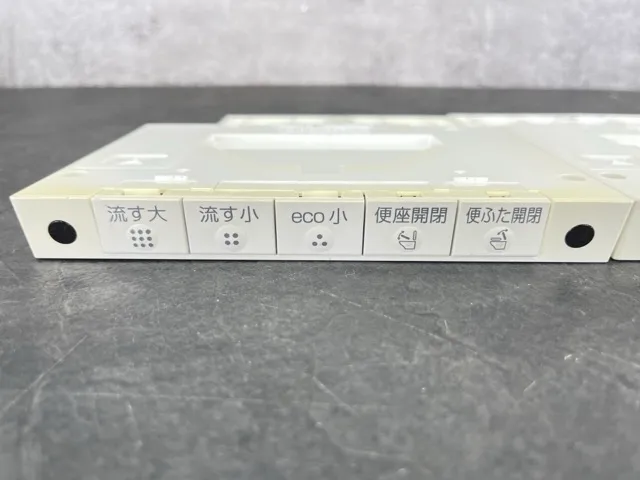 流す大
流す小
eco小
便座開閉
便ふた開閉